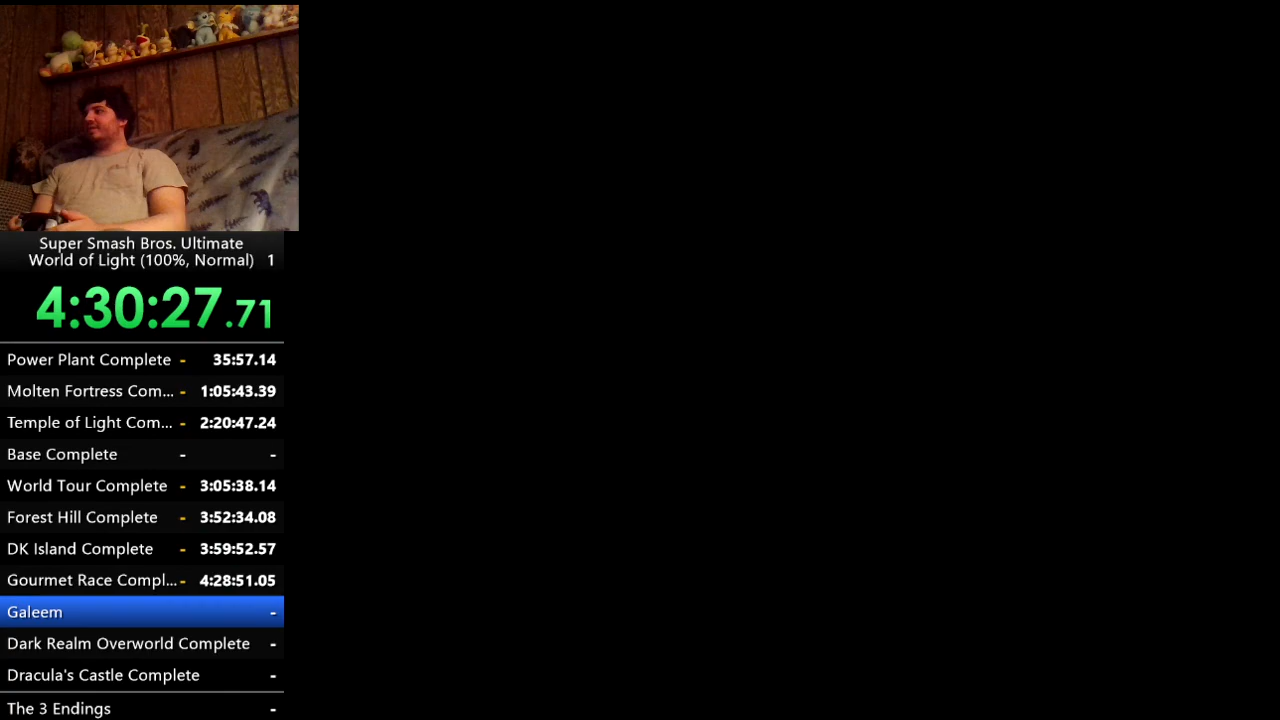 Super Smash Bros. Ultimate
World of Light (100%, Normal) 1
4:30:27.71
Power Plant Complete - 35:57.14
Molten Fortress Com... - 1:05:43.39
Temple of Light Com... - 2:20:47.24
Base Complete - -
World Tour Complete - 3:05:38.14
Forest Hill Complete - 3:52:34.08
DK Island Complete - 3:59:52.57
Gourmet Race Compl... - 4:28:51.05
Galeem -
Dark Realm Overworld Complete -
Dracula's Castle Complete -
The 3 Endings -